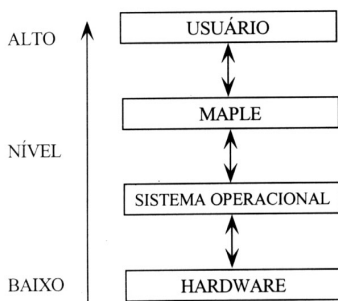 ALTO
USUÁRIO
MAPLE
NÍVEL
SISTEMA OPERACIONAL
BAIXO
HARDWARE